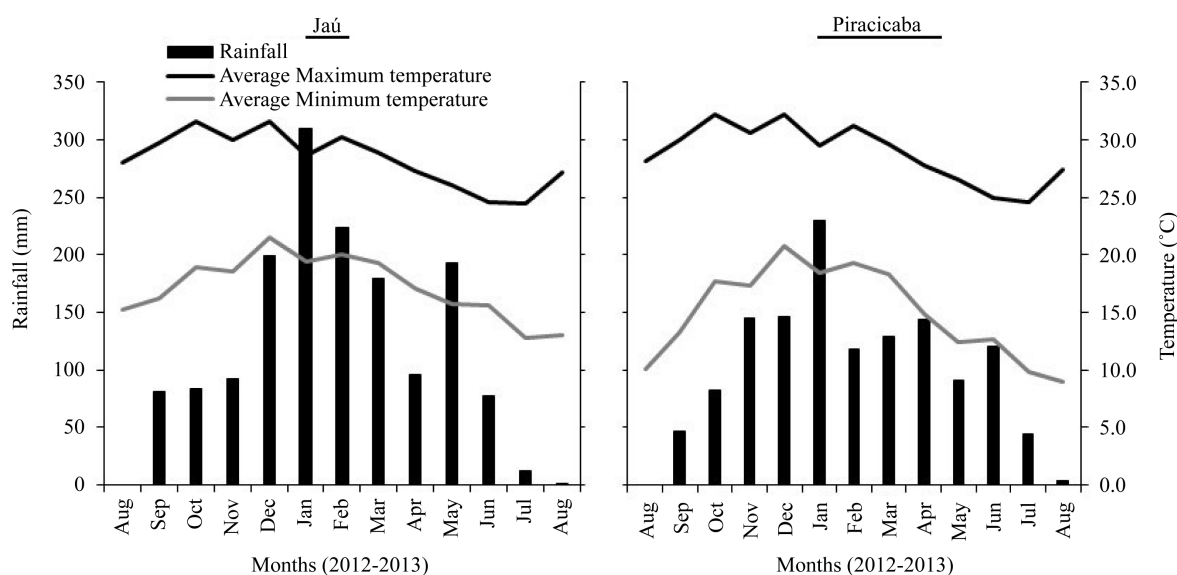 Jaú
Rainfall
Average Maximum temperature
Average Minimum temperature
350
300
250
200
150
100
50
0
Rainfall (mm)
Aug
Sep
Oct
Nov
Dec
Jan
Feb
Mar
Apr
May
Jun
Jul
Aug
Months (2012-2013)
Piracicaba
35.0
30.0
25.0
20.0
15.0
10.0
5.0
0.0
Temperature (˚C)
Aug
Sep
Oct
Nov
Dec
Jan
Feb
Mar
Apr
May
Jun
Jul
Aug
Months (2012-2013)